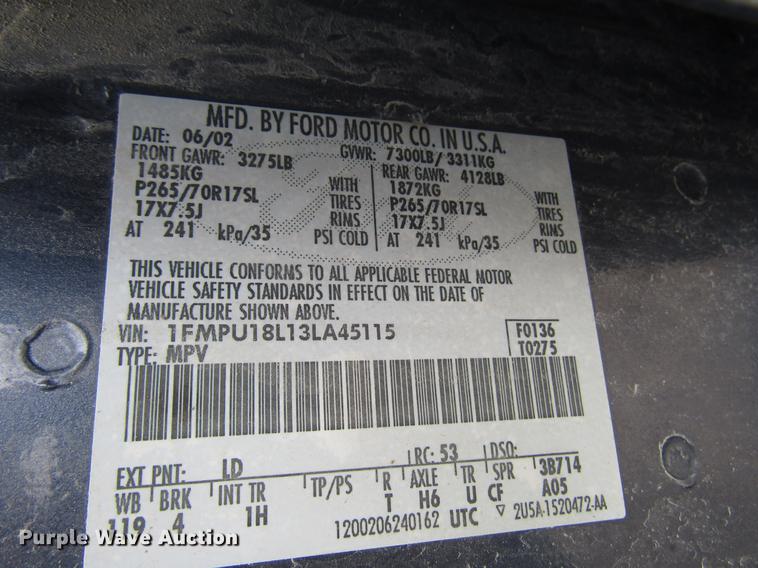 MFD. BY FORD MOTOR CO. IN U.S.A.
DATE: 06/02 GVWR: 7300LB/ 3311KG
FRONT GAWR: 3275LB REAR GAWR: 4128LB
1485KG WITH 1872KG WITH
P265/70R17SL TIRES P265/70R17SL TIRES
17X7.5J RIMS 17X7.5J RIMS
AT 241 kPa/35 PSI COLD AT 241 kPa/35 PSI COLD
THIS VEHICLE CONFORMS TO ALL APPLICABLE FEDERAL MOTOR
VEHICLE SAFETY STANDARDS IN EFFECT ON THE DATE OF
MANUFACTURE SHOWN ABOVE.
VIN: 1FMPU18L13LA45115 F0136
TYPE: MPV T0275
EXT PNT: LD RC: 53 DSO:
WB BRK INT TR TP/PS R AXLE TR SPR 3B714
119 4 1H T H6 U CF A05
1200206240162 UTC ▽ 2U5A-1520472-AA
Purple Wave Auction